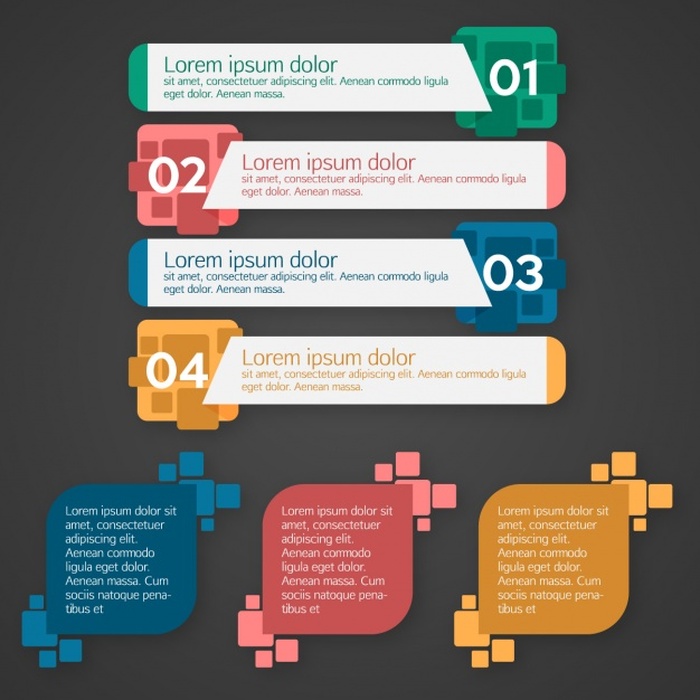 Lorem ipsum dolor
sit amet, consectetuer adipiscing elit. Aenean commodo ligula
eget dolor. Aenean massa.
01
02
Lorem ipsum dolor
sit amet, consectetuer adipiscing elit. Aenean commodo ligula
eget dolor. Aenean massa.
Lorem ipsum dolor
sit amet, consectetuer adipiscing elit. Aenean commodo ligula
eget dolor. Aenean massa.
03
04
Lorem ipsum dolor
sit amet, consectetuer adipiscing elit. Aenean commodo ligula
eget dolor. Aenean massa.
Lorem ipsum dolor sit
amet, consectetuer
adipiscing elit.
Aenean commodo
ligula eget dolor.
Aenean massa. Cum
sociis natoque pena-
tibus et
Lorem ipsum dolor sit
amet, consectetuer
adipiscing elit.
Aenean commodo
ligula eget dolor.
Aenean massa. Cum
sociis natoque pena-
tibus et
Lorem ipsum dolor sit
amet, consectetuer
adipiscing elit.
Aenean commodo
ligula eget dolor.
Aenean massa. Cum
sociis natoque pena-
tibus et